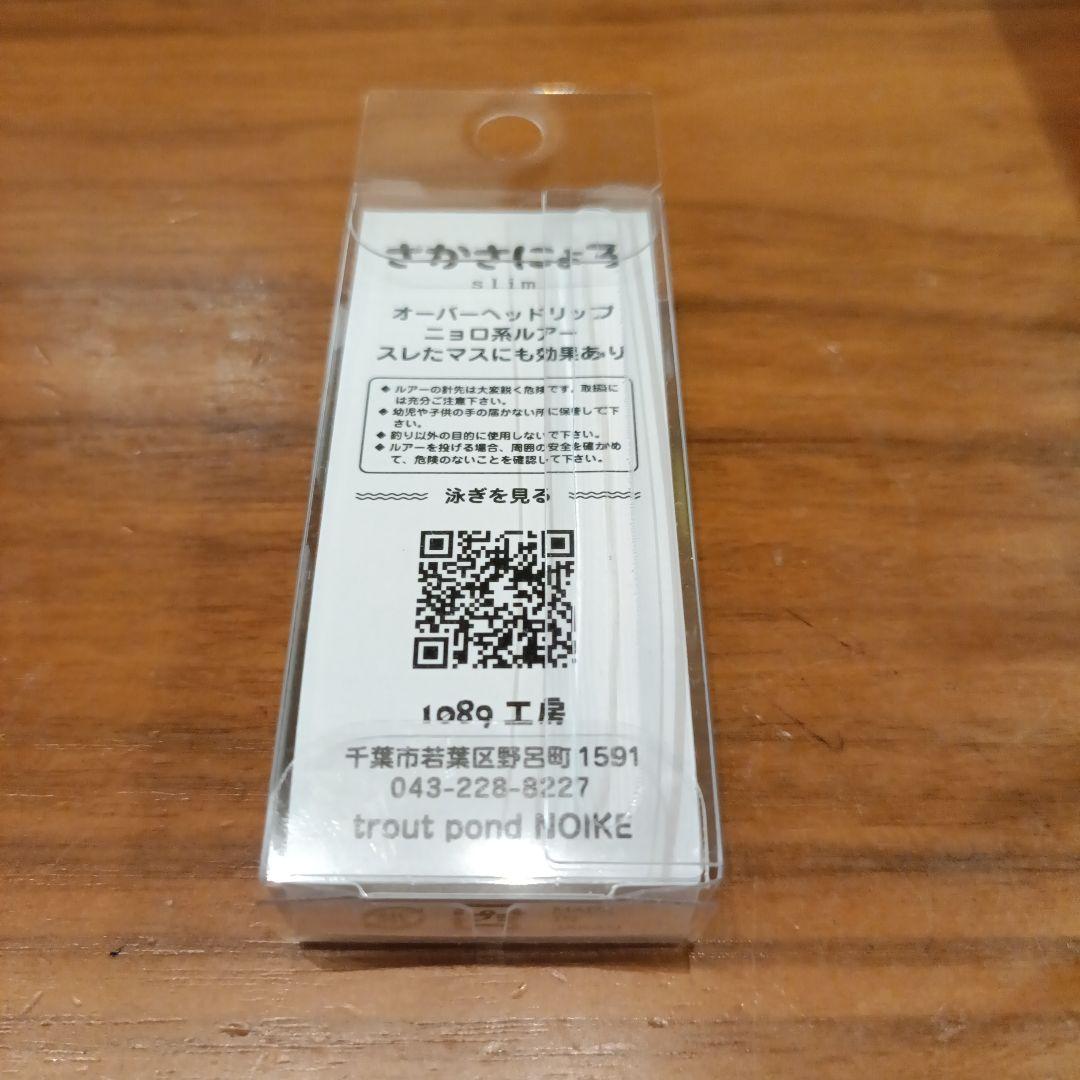 さかさにょろ
slim
オーバーヘッドリップ
ニョロ系ルアー
スレたマスにも効果あり
◆ ルアーの針先は大変鋭く危険です。取扱には充分ご注意下さい。
◆ 幼児や子供の手の届かない所に保管して下さい。
◆ 釣り以外の目的に使用しないで下さい。
◆ ルアーを投げる場合、周囲の安全を確かめて、危険のないことを確認して下さい。
泳ぎを見る
1089 工房
千葉市若葉区野呂町 1591
043-228-8227
trout pond NOIKE